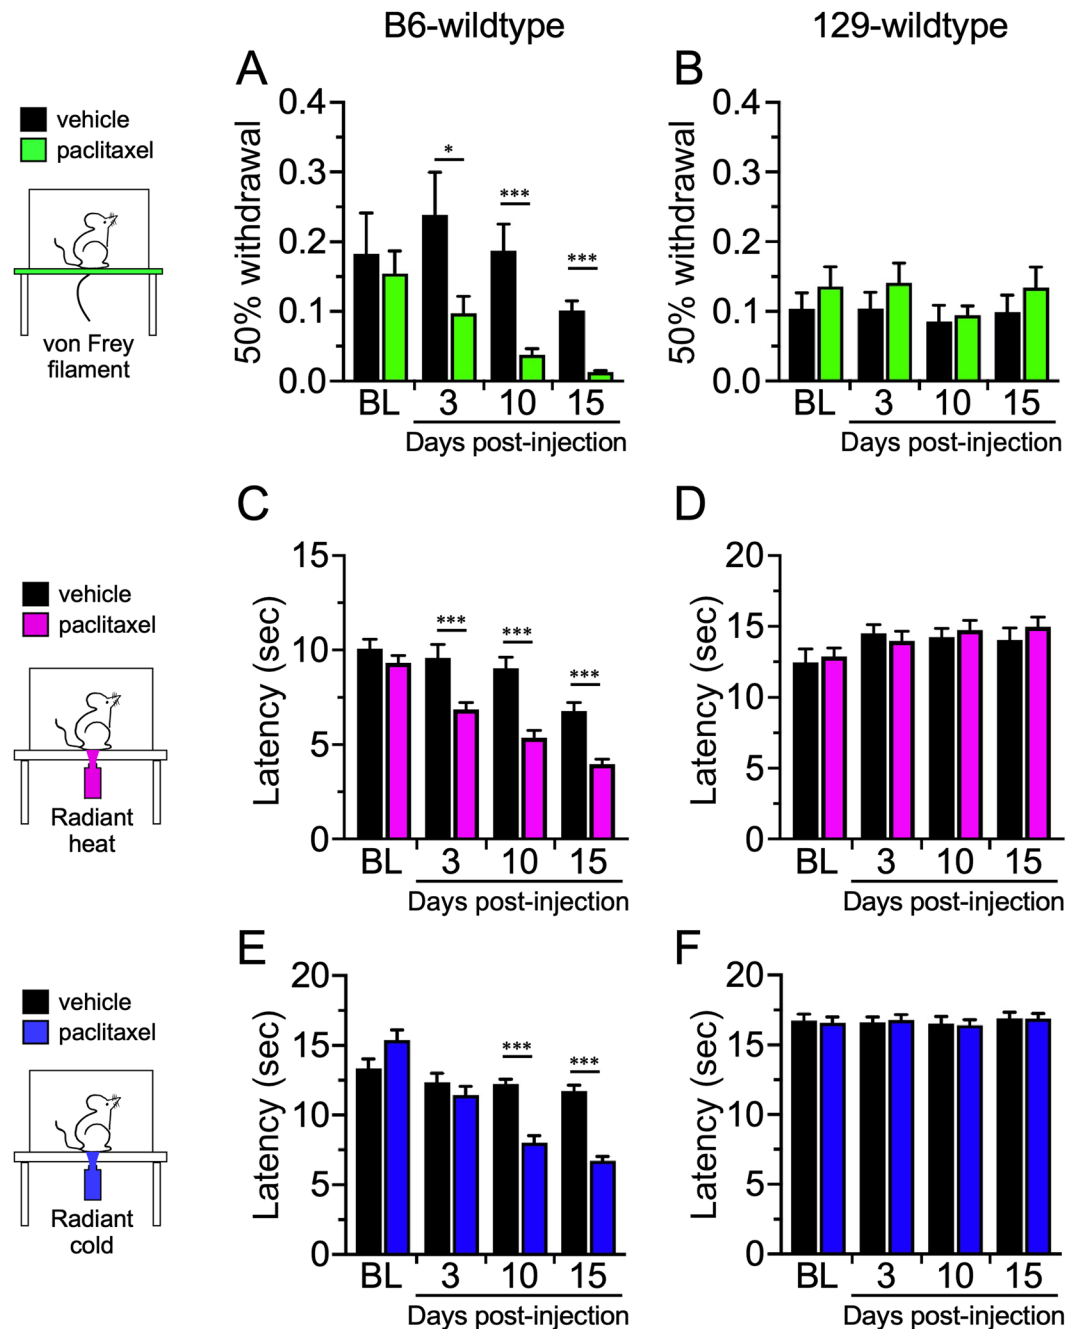 B6-wildtype
129-wildtype
vehicle
paclitaxel
von Frey
filament
A
50% withdrawal
0.4
0.3
0.2
0.1
0.0
*
***
***
BL 3 10 15
Days post-injection
B
50% withdrawal
0.4
0.3
0.2
0.1
0.0
BL 3 10 15
Days post-injection
vehicle
paclitaxel
Radiant
heat
C
Latency (sec)
15
10
5
0
***
***
***
BL 3 10 15
Days post-injection
D
Latency (sec)
20
15
10
5
0
BL 3 10 15
Days post-injection
vehicle
paclitaxel
Radiant
cold
E
Latency (sec)
20
15
10
5
0
***
***
BL 3 10 15
Days post-injection
F
Latency (sec)
20
15
10
5
0
BL 3 10 15
Days post-injection